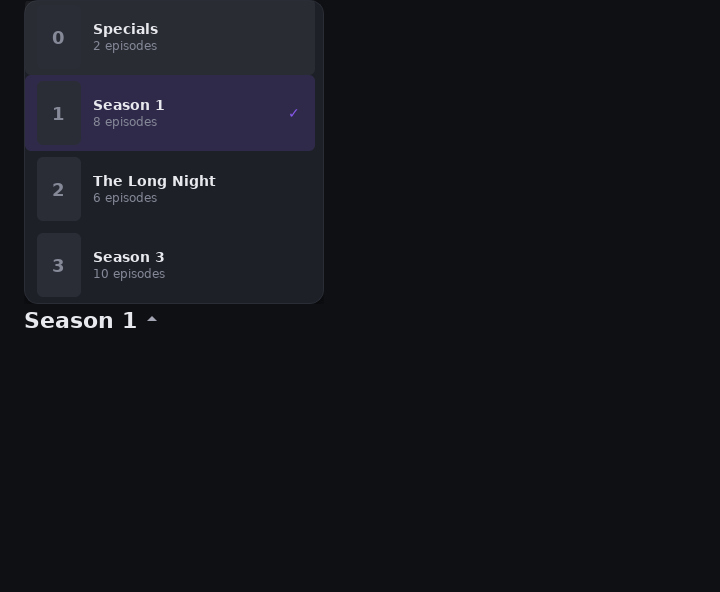 0
Specials
2 episodes
1
Season 1
8 episodes
✓
2
The Long Night
6 episodes
3
Season 3
10 episodes
Season 1